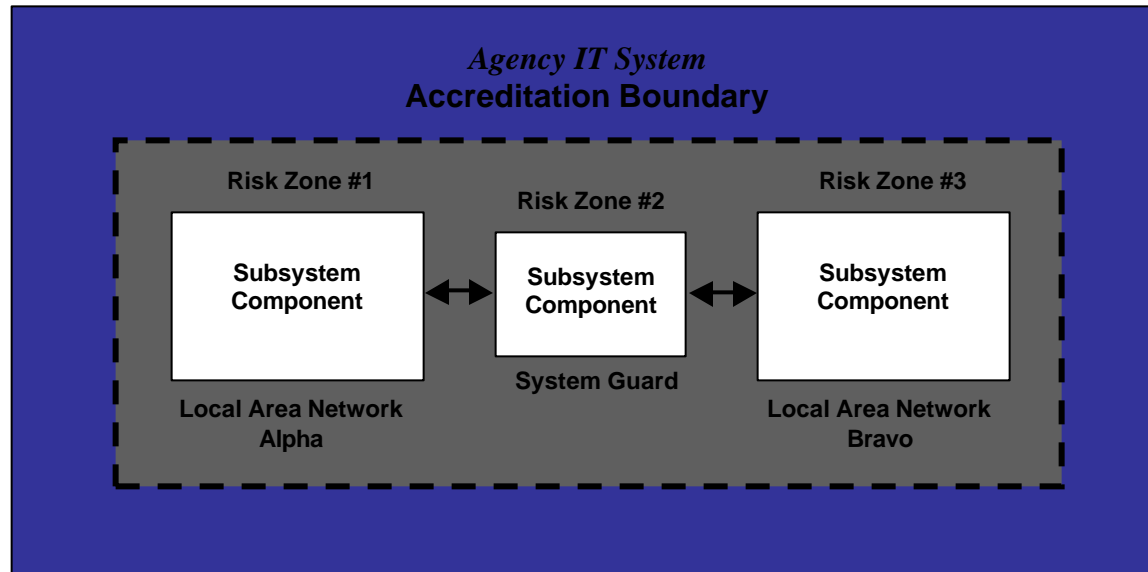 Agency IT System
Accreditation Boundary
Risk Zone #1
Subsystem
Component
Local Area Network
Alpha
Risk Zone #2
Subsystem
Component
System Guard
Risk Zone #3
Subsystem
Component
Local Area Network
Bravo